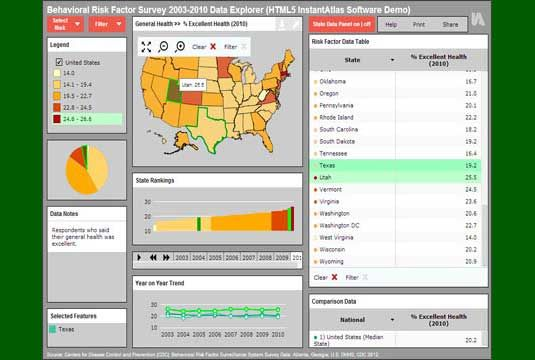 Behavioral Risk Factor Survey 2003-2010 Data Explorer (HTML5 InstantAtlas Software Demo)
Select Risk
Filter
General Health >> % Excellent Health (2010)
State Data Panel on | off
Help
Print
Share
Legend
United States
14.0
14.1 - 19.4
19.5 - 22.7
22.8 - 24.5
24.6 - 26.6
Clear
Filter
Utah: 25.5
Risk Factor Data Table
State
% Excellent Health (2010)
Oklahoma 16.7
Oregon 21.0
Pennsylvania 20.1
Rhode Island 22.2
South Carolina 18.2
South Dakota 19.2
Tennessee 16.4
Texas 19.2
Utah 25.5
Vermont 24.5
Virginia 23.6
Washington 20.6
Washington DC 22.7
West Virginia 14.0
Wisconsin 20.2
Wyoming 20.9
Clear
Filter
State Rankings
30
20
10
2003 2004 2005 2006 2007 2008 2009 201
Data Notes
Respondents who said their general health was excellent.
Year on Year Trend
30
20
10
2003 2004 2005 2006 2007 2008 2009 2010
Selected Features
Texas
Comparison Data
National
% Excellent Health (2010)
1) United States (Median State) 20.2
Source: Centers for Disease Control and Prevention (CDC). Behavioral Risk Factor Surveillance System Survey Data. Atlanta, Georgia; U.S. DHHS, CDC 2012